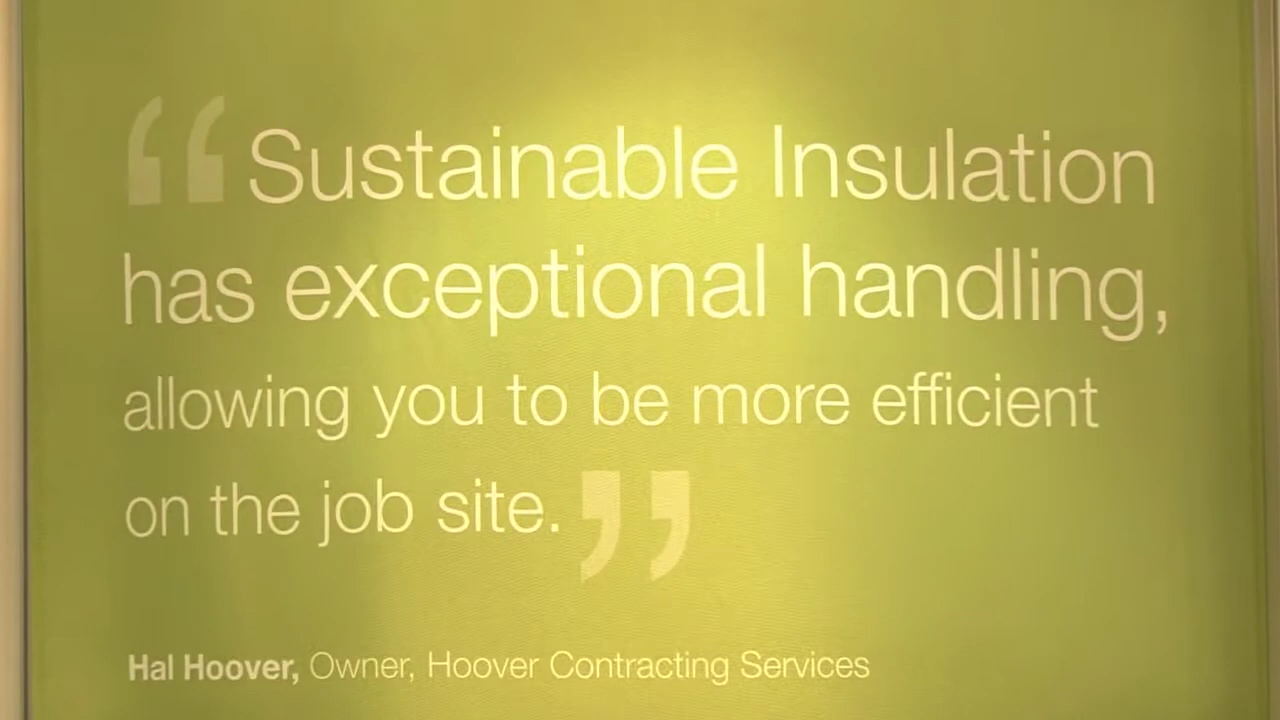 “Sustainable Insulation
has exceptional handling,
allowing you to be more efficient
on the job site.”
Hal Hoover, Owner, Hoover Contracting Services